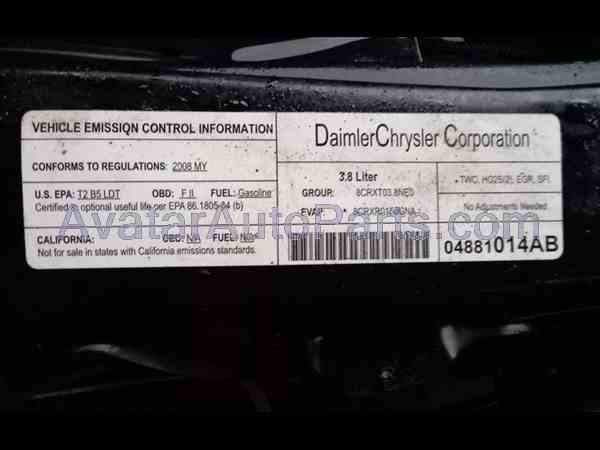 VEHICLE EMISSION CONTROL INFORMATION
CONFORMS TO REGULATIONS: 2008 MY
U.S. EPA: T2 B5 LDT OBD: F II FUEL: Gasoline
Certified @ optional useful life per EPA 86.1805-04 (b)
CALIFORNIA: OBD: N/A FUEL: N/A
Not for sale in states with California emissions standards.
DaimlerChrysler Corporation
3.8 Liter
GROUP: 8CRXT03.8NE0
EVAP:
TWC, HO2S(2), EGR, SFI
No Adjustments Needed
04881014AB
AvatarAutoParts.Com